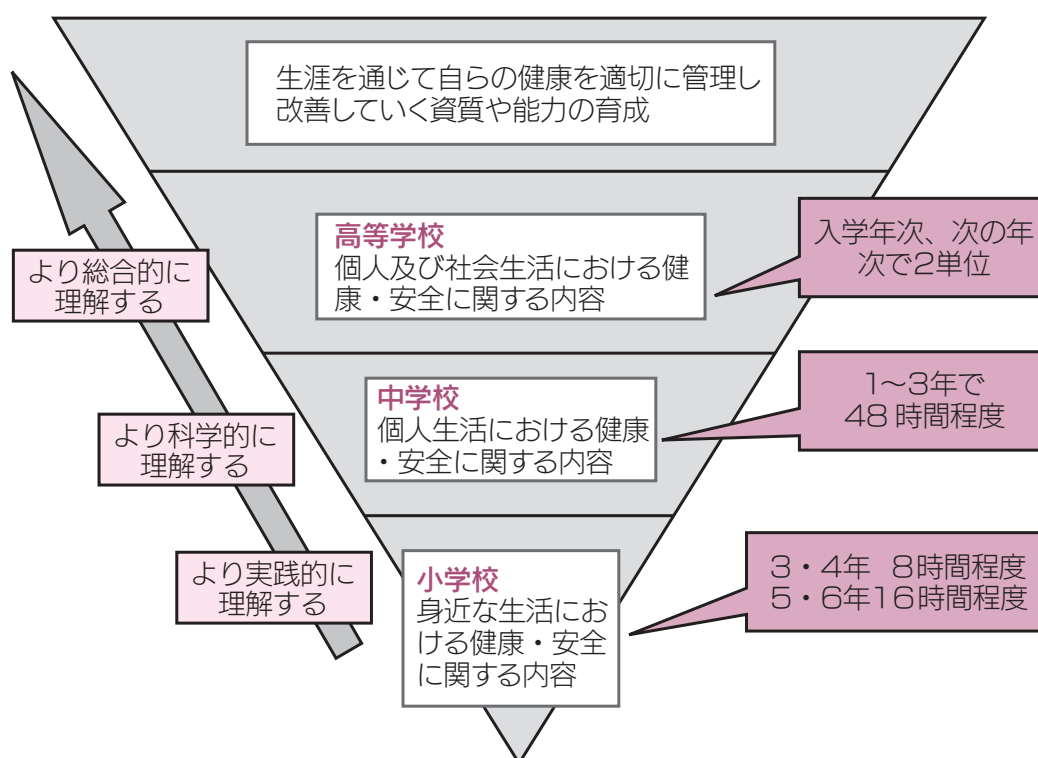 生涯を通じて自らの健康を適切に管理し
改善していく資質や能力の育成
高等学校
個人及び社会生活における健
康・安全に関する内容
入学年次、次の年
次で2単位
より総合的に
理解する
中学校
個人生活における健康
・安全に関する内容
1〜3年で
48時間程度
より科学的に
理解する
小学校
身近な生活にお
ける健康・安全
に関する内容
3・4年 8時間程度
5・6年16時間程度
より実践的に
理解する